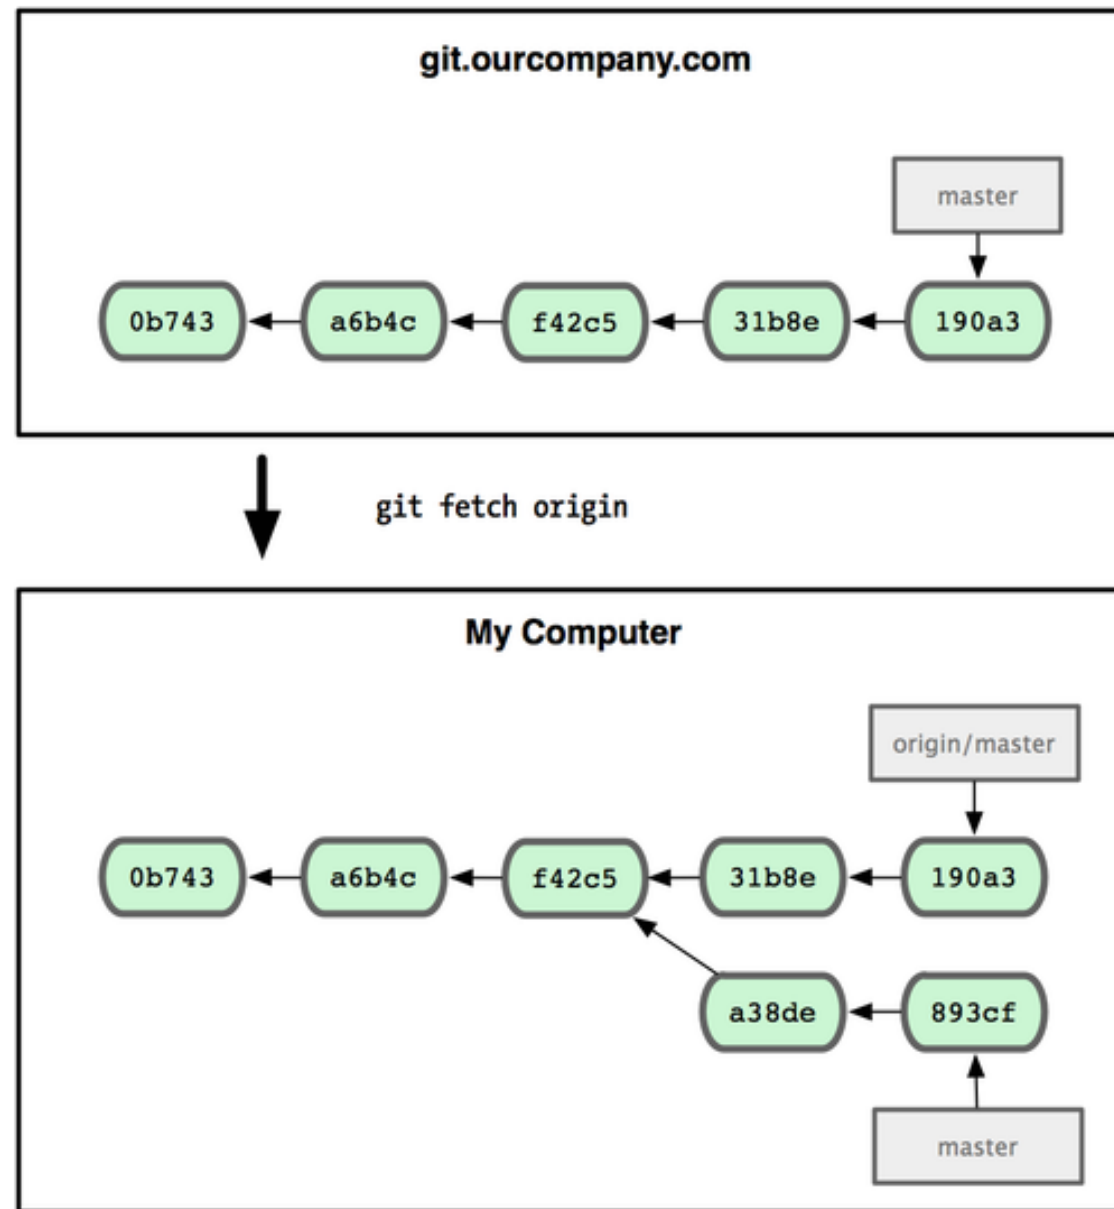 git.ourcompany.com
master
0b743 a6b4c f42c5 31b8e 190a3
git fetch origin
My Computer
origin/master
0b743 a6b4c f42c5 31b8e 190a3
a38de 893cf
master